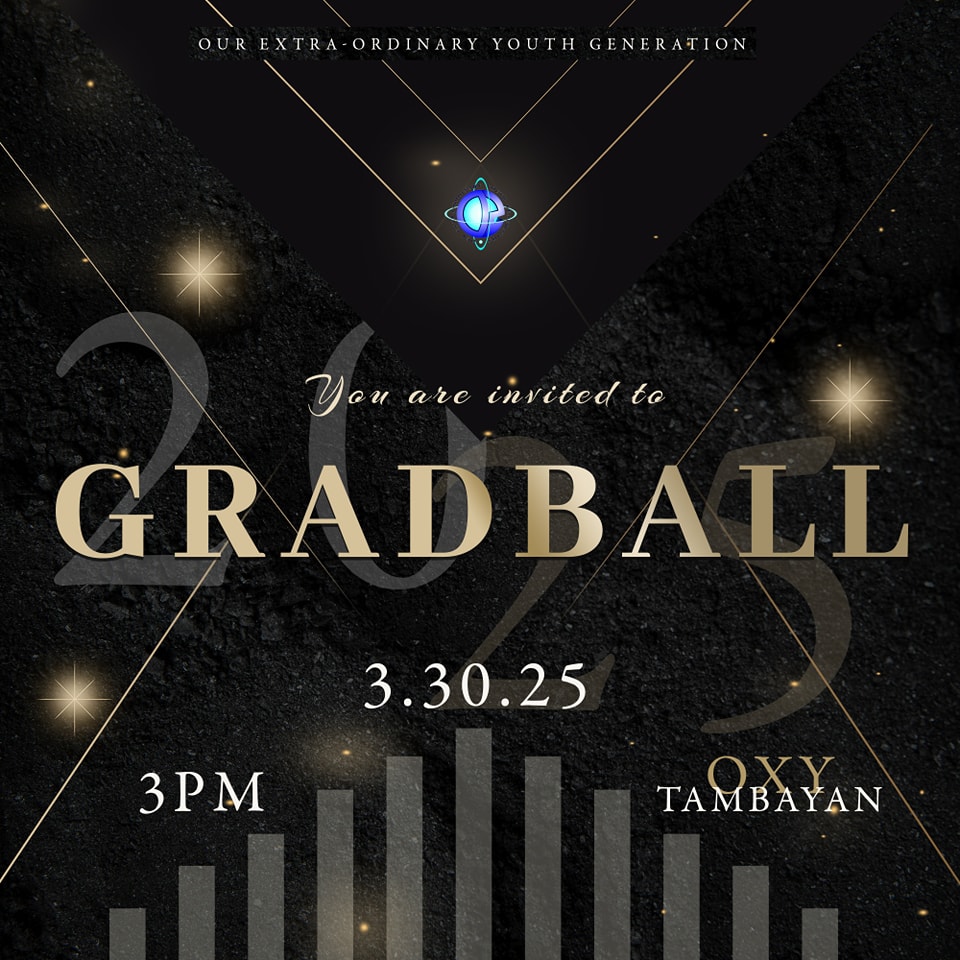 OUR EXTRA-ORDINARY YOUTH GENERATION
You are invited to
2025
GRADBALL
3.30.25
3PM
OXY
TAMBAYAN